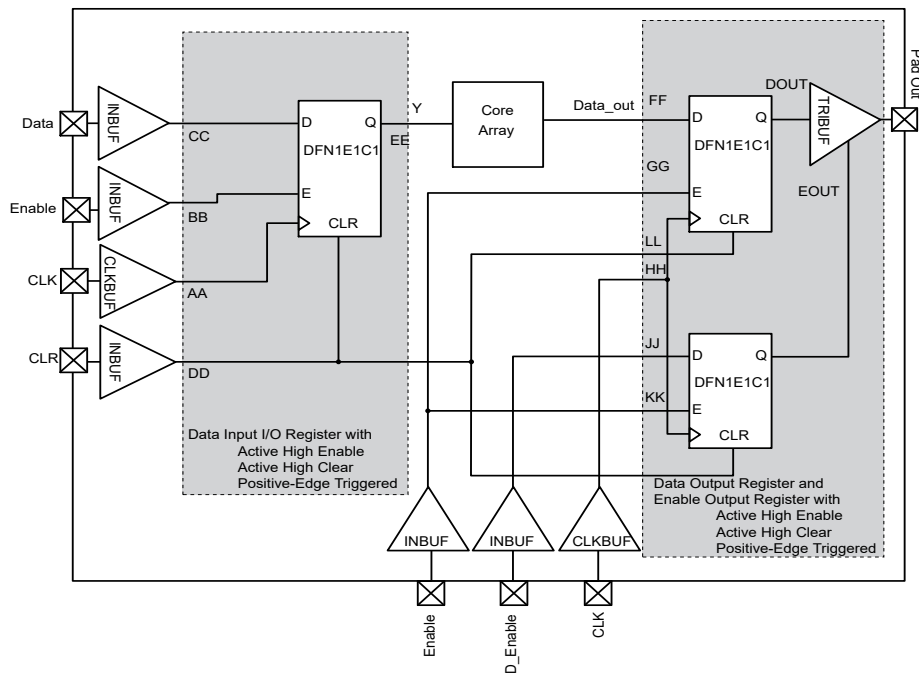 Data
INBUF
CC
D
Q
DFN1E1C1
E
CLR
Y
EE
Core
Array
Data_out
FF
D
Q
DFN1E1C1
E
CLR
GG
DOUT
TRIBUF
Pad Out
EOUT
Enable
INBUF
BB
CLK
CLKBUF
AA
CLR
INBUF
DD
LL
HH
JJ
KK
D
Q
DFN1E1C1
E
CLR
Data Input I/O Register with
Active High Enable
Active High Clear
Positive-Edge Triggered
Data Output Register and
Enable Output Register with
Active High Enable
Active High Clear
Positive-Edge Triggered
INBUF
INBUF
CLKBUF
Enable
D_Enable
CLK